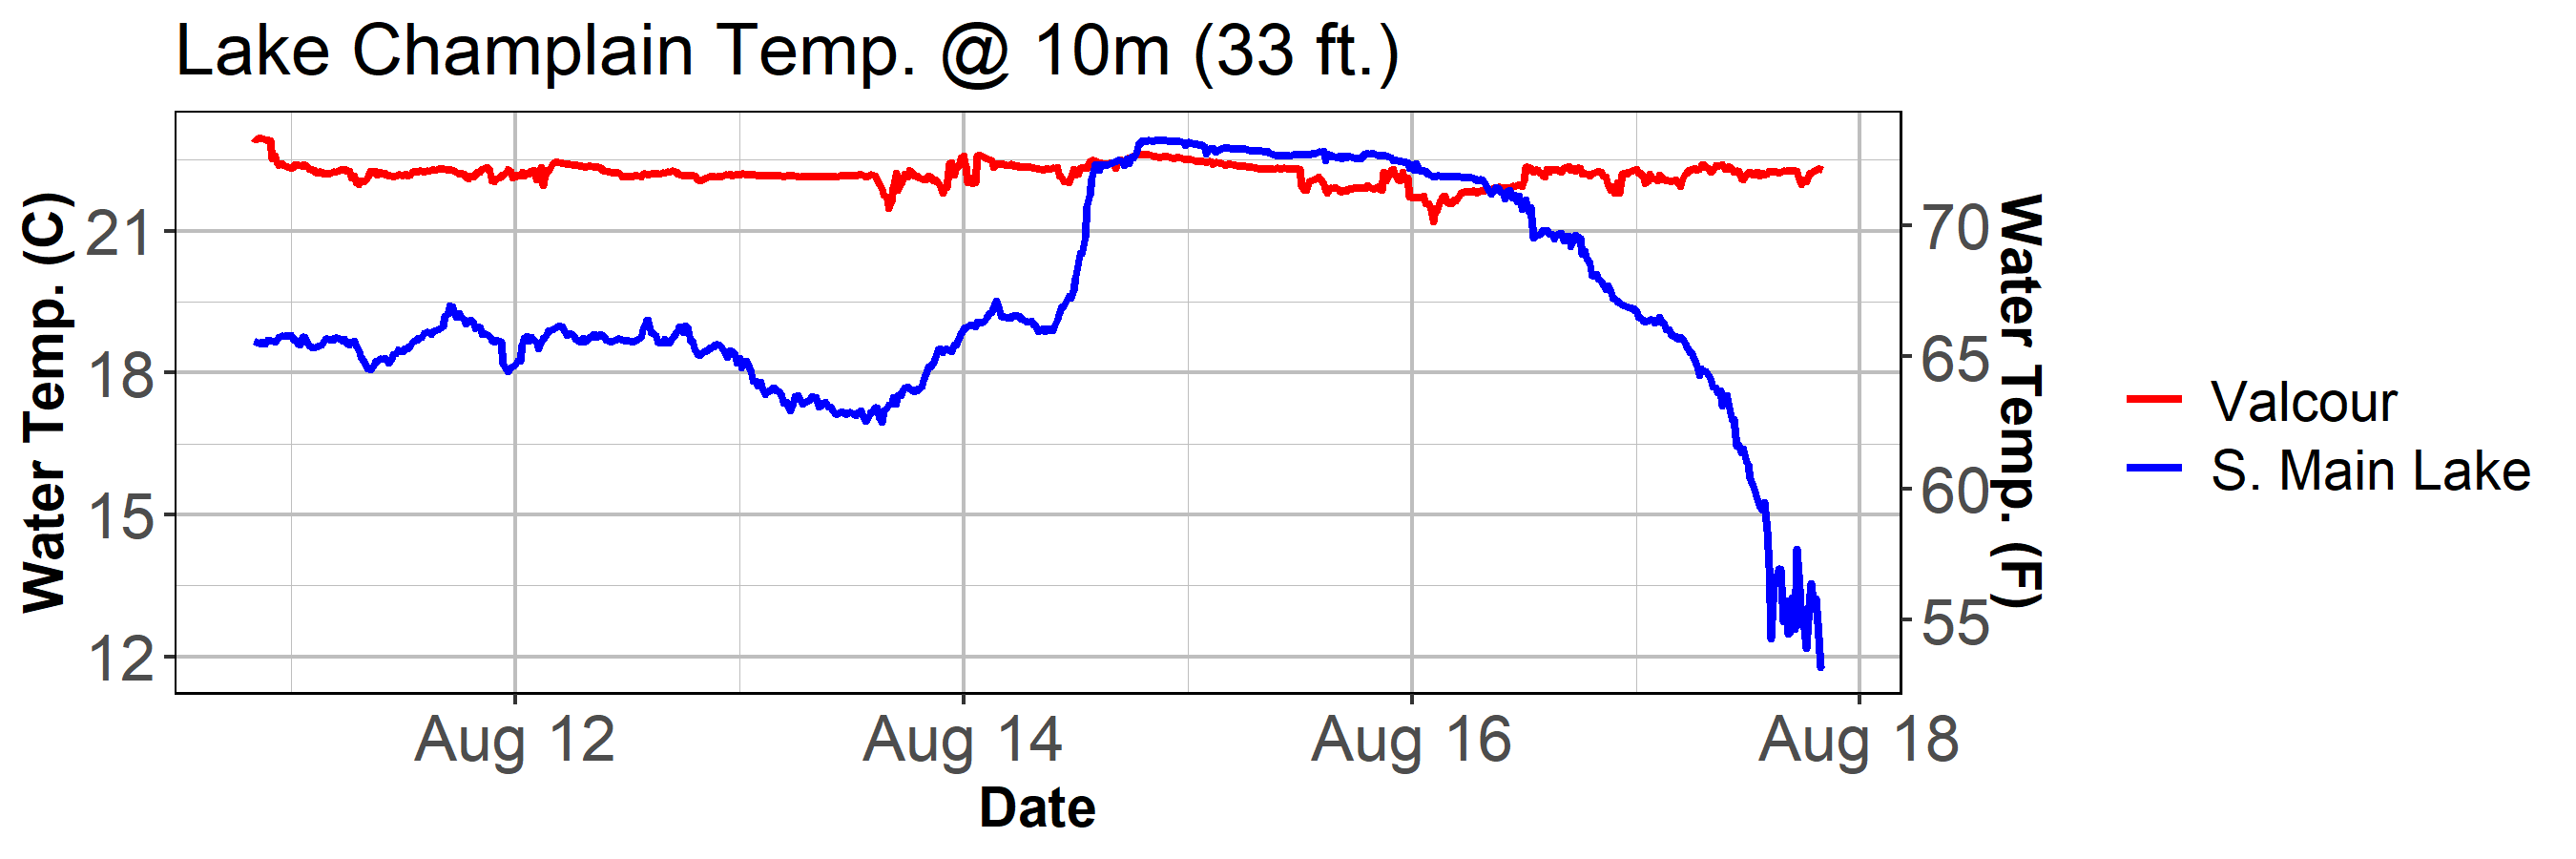 Lake Champlain Temp. @ 10m (33 ft.)
Water Temp. (C)
21
18
15
12
70
65
60
55
Water Temp. (F)
Valcour
S. Main Lake
Aug 12
Aug 14
Aug 16
Aug 18
Date